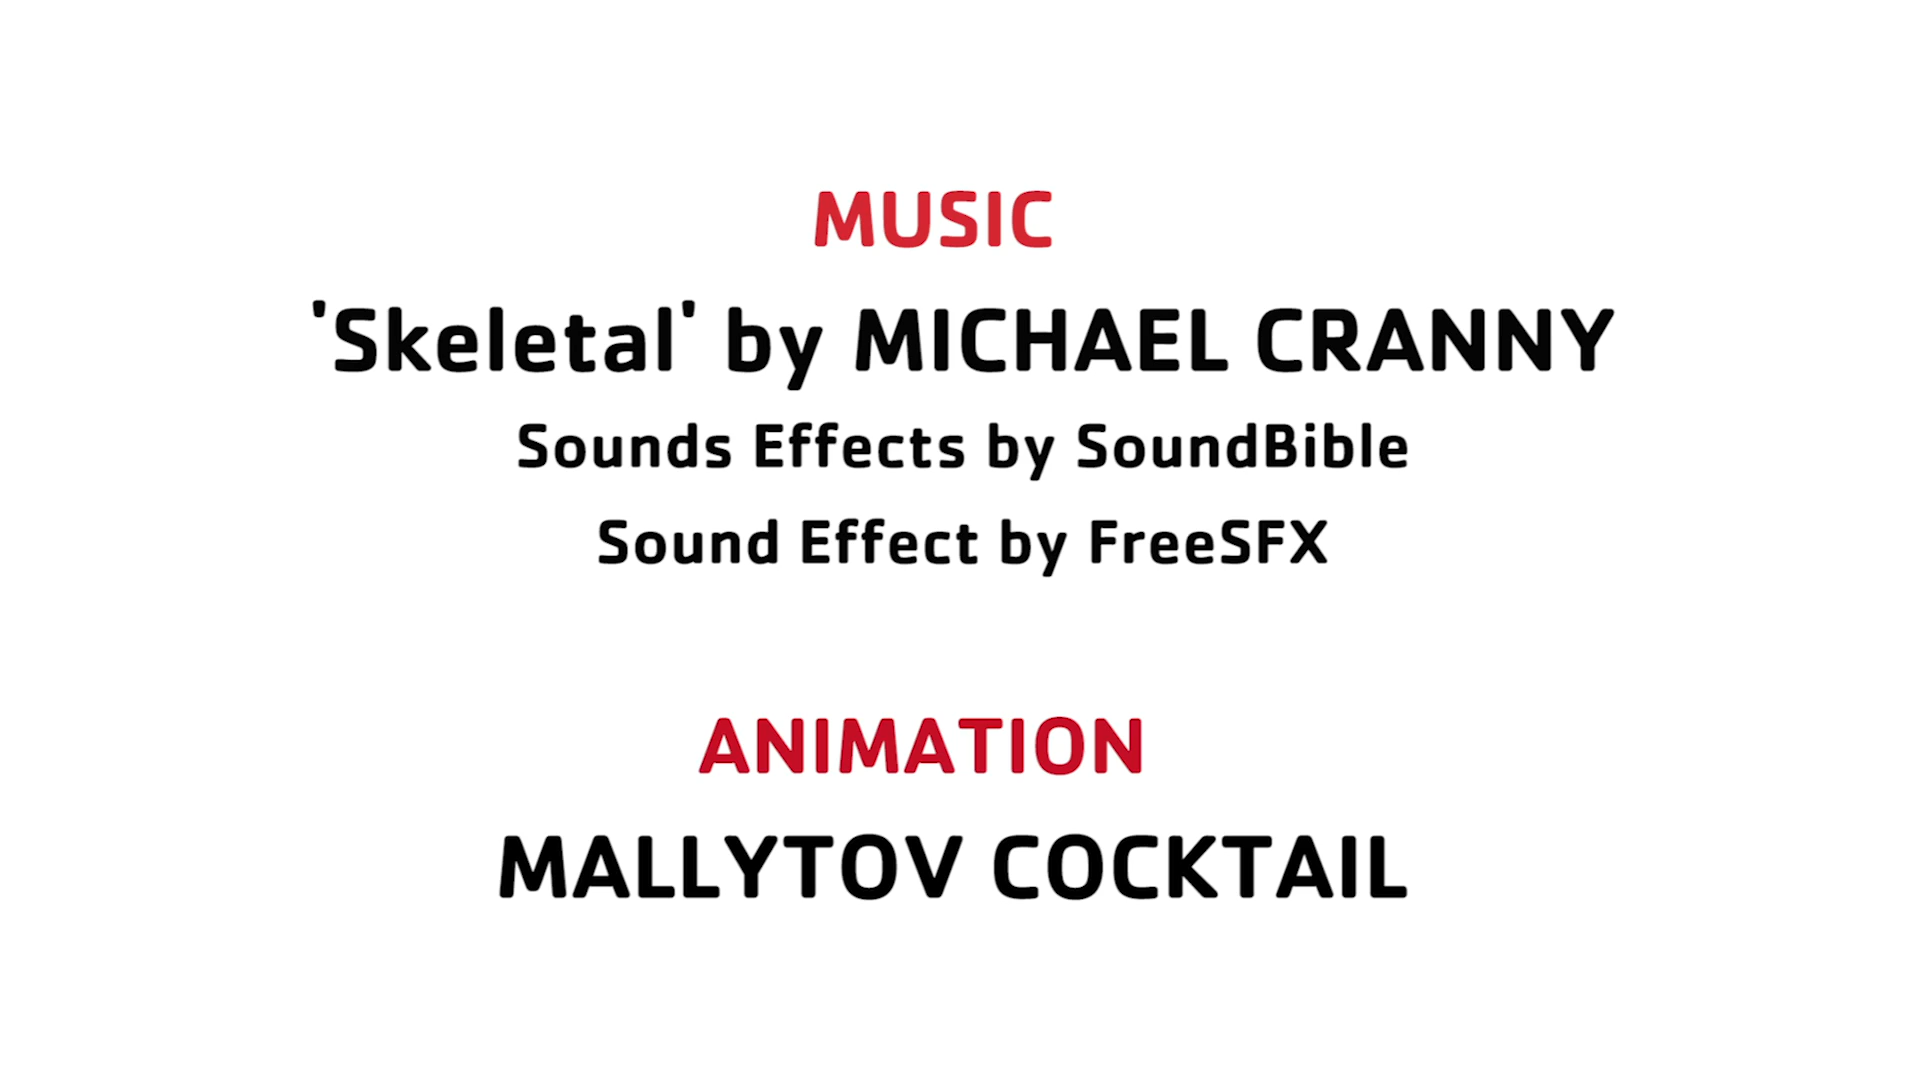 MUSIC
'Skeletal' by MICHAEL CRANNY
Sounds Effects by SoundBible
Sound Effect by FreeSFX
ANIMATION
MALLYTOV COCKTAIL